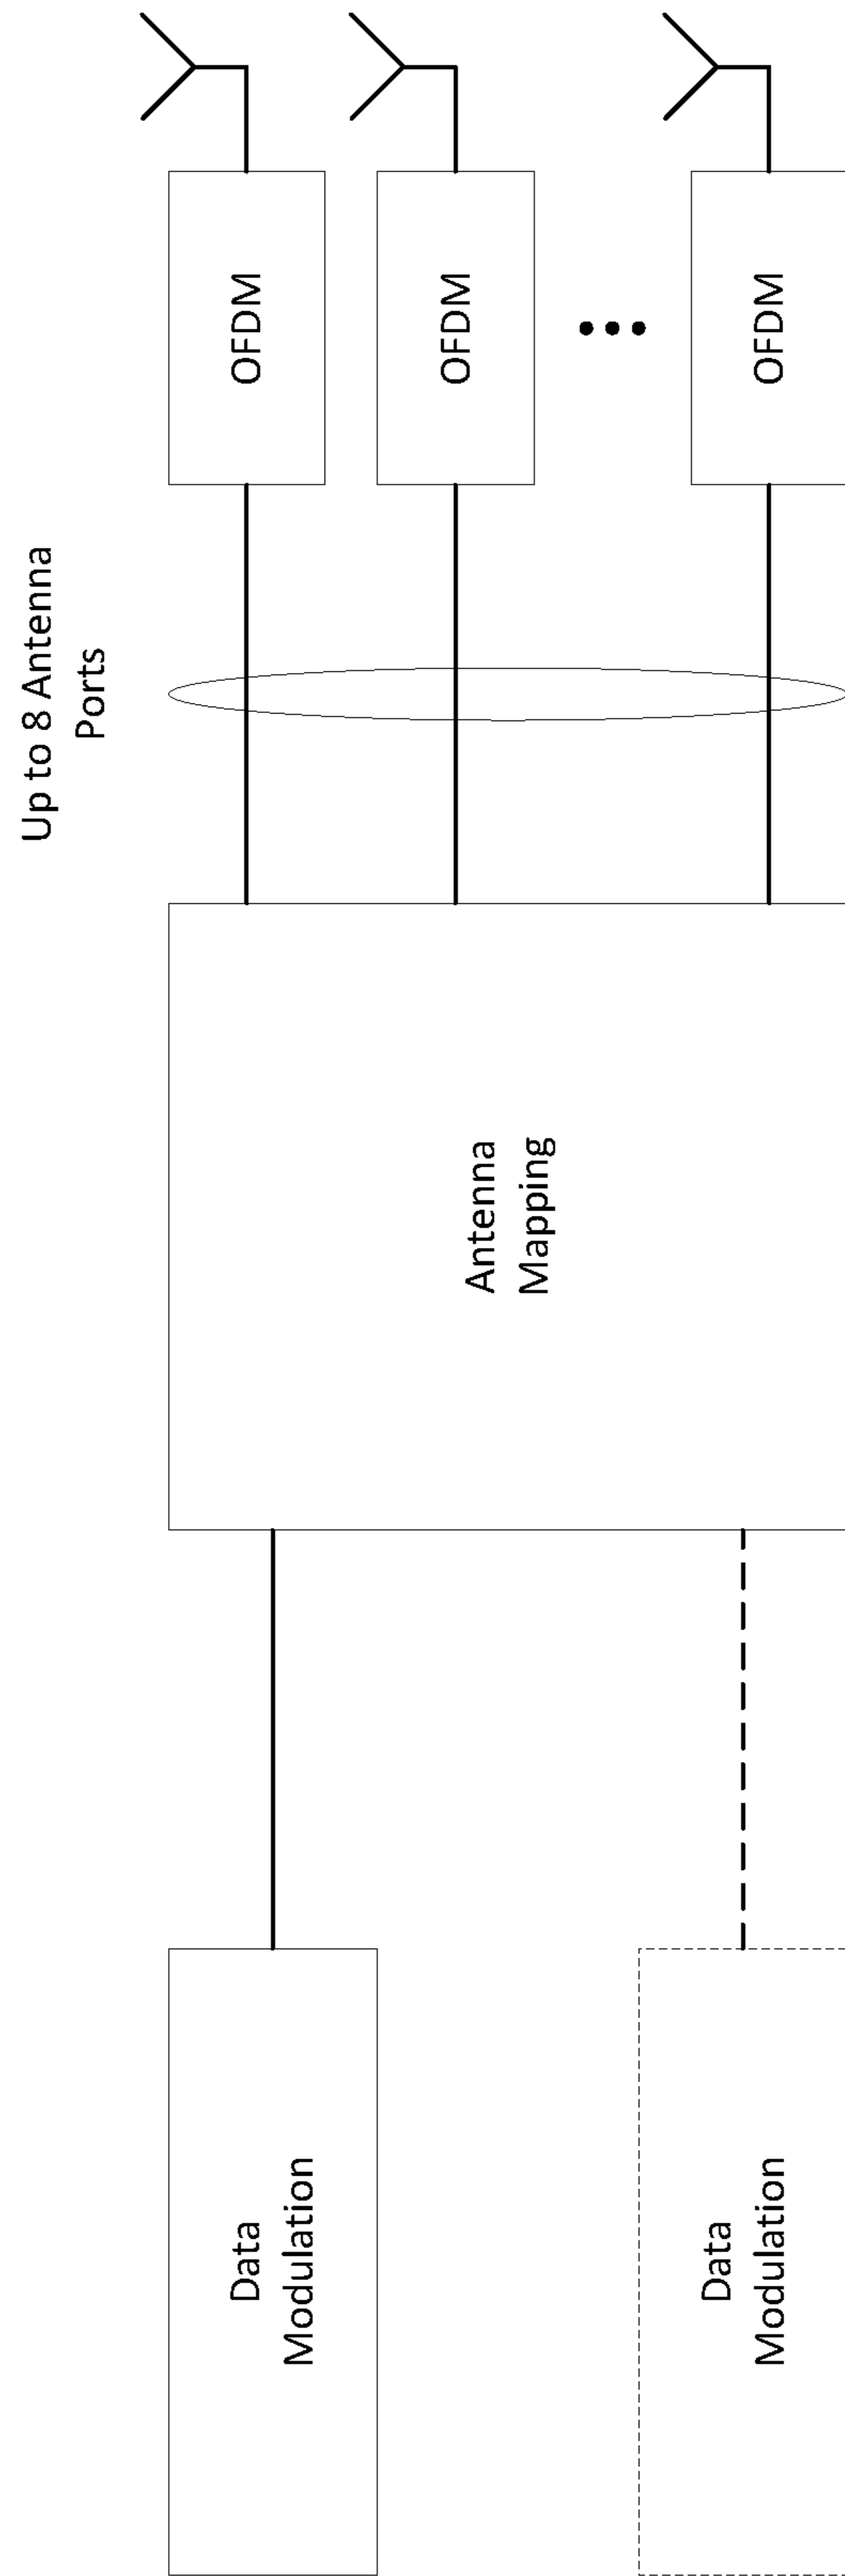 Data
Modulation
Data
Modulation
Antenna
Mapping
Up to 8 Antenna
Ports
OFDM
OFDM
OFDM